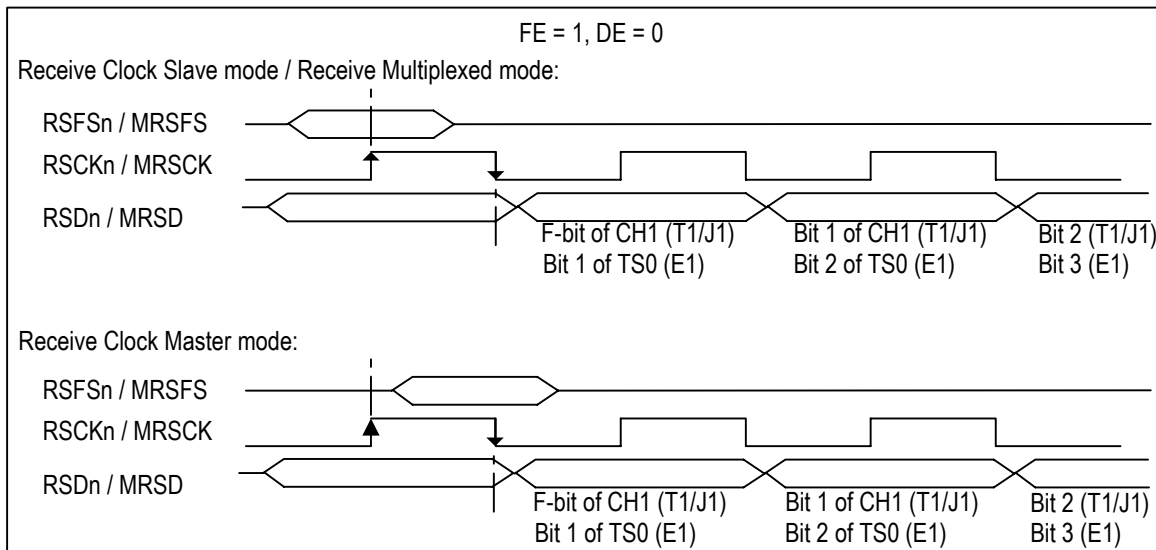 FE = 1, DE = 0
Receive Clock Slave mode / Receive Multiplexed mode:
RSFSn / MRSFS
RSCKn / MRSCK
RSDn / MRSD
F-bit of CH1 (T1/J1) Bit 1 of CH1 (T1/J1) Bit 2 (T1/J1)
Bit 1 of TS0 (E1) Bit 2 of TS0 (E1) Bit 3 (E1)
Receive Clock Master mode:
RSFSn / MRSFS
RSCKn / MRSCK
RSDn / MRSD
F-bit of CH1 (T1/J1) Bit 1 of CH1 (T1/J1) Bit 2 (T1/J1)
Bit 1 of TS0 (E1) Bit 2 of TS0 (E1) Bit 3 (E1)